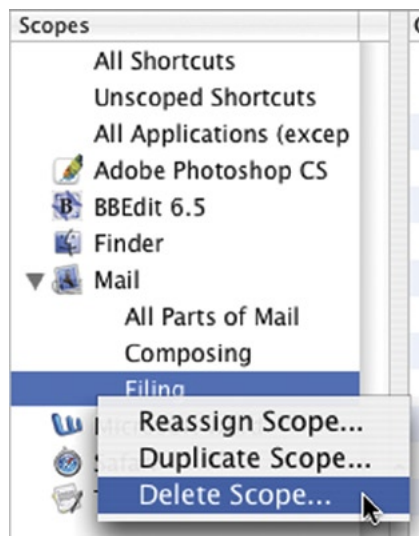 Scopes
All Shortcuts
Unscoped Shortcuts
All Applications (excep
Adobe Photoshop CS
BBEdit 6.5
Finder
Mail
All Parts of Mail
Composing
Filing
Reassign Scope...
Duplicate Scope...
Delete Scope...